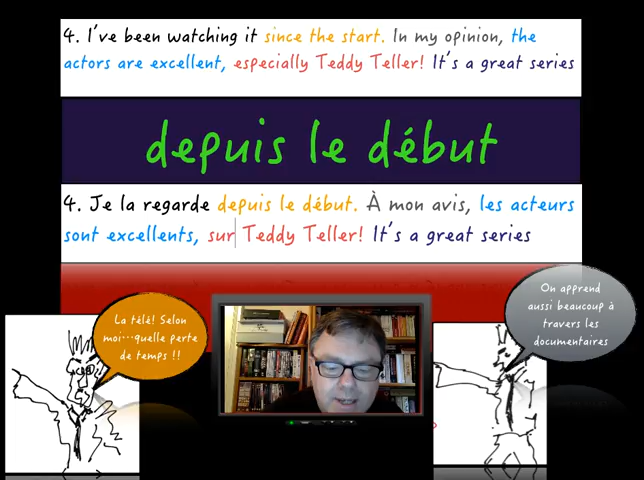 4. I've been watching it since the start. In my opinion, the
actors are excellent, especially Teddy Teller! It's a great series
depuis le début
4. Je la regarde depuis le début. À mon avis, les acteurs
sont excellents, sur Teddy Teller! It's a great series
La télé! Selon
moi...quelle perte
de temps !!
On apprend
aussi beaucoup à
travers les
documentaires